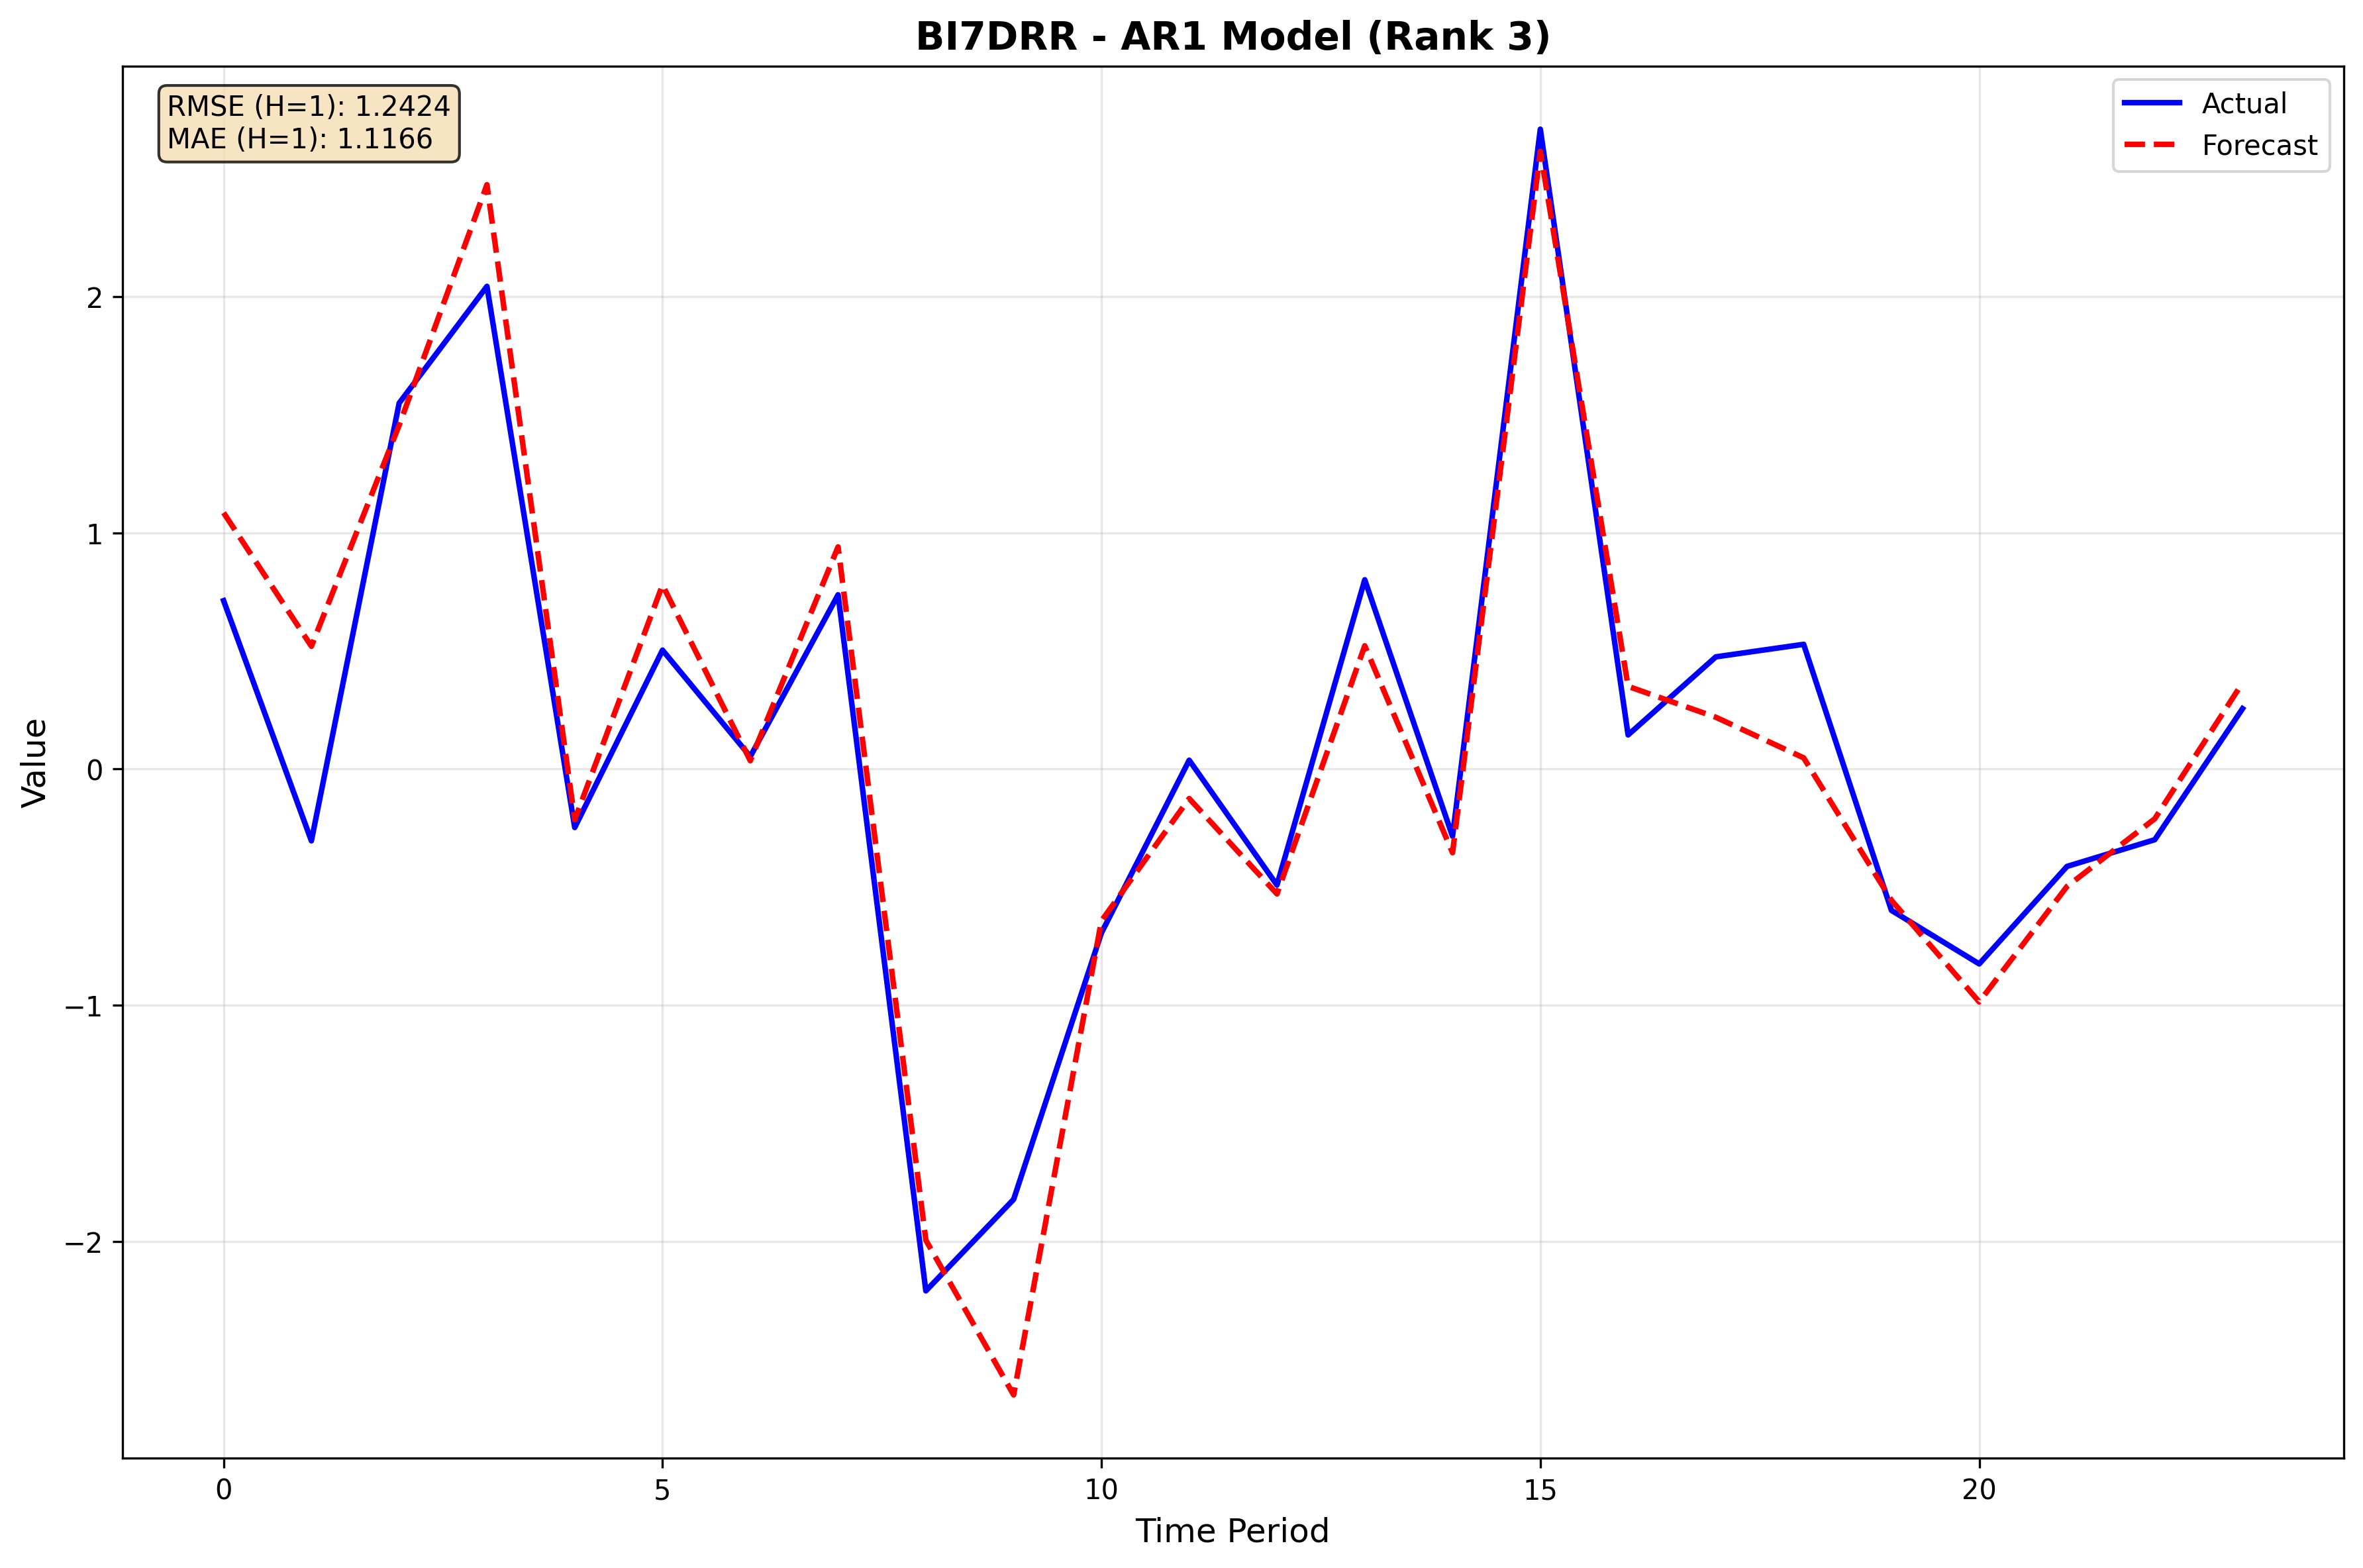 BI7DRR - AR1 Model (Rank 3)
RMSE (H=1): 1.2424
MAE (H=1): 1.1166
Actual
Forecast
Value
2
1
0
−1
−2
0
5
10
15
20
Time Period